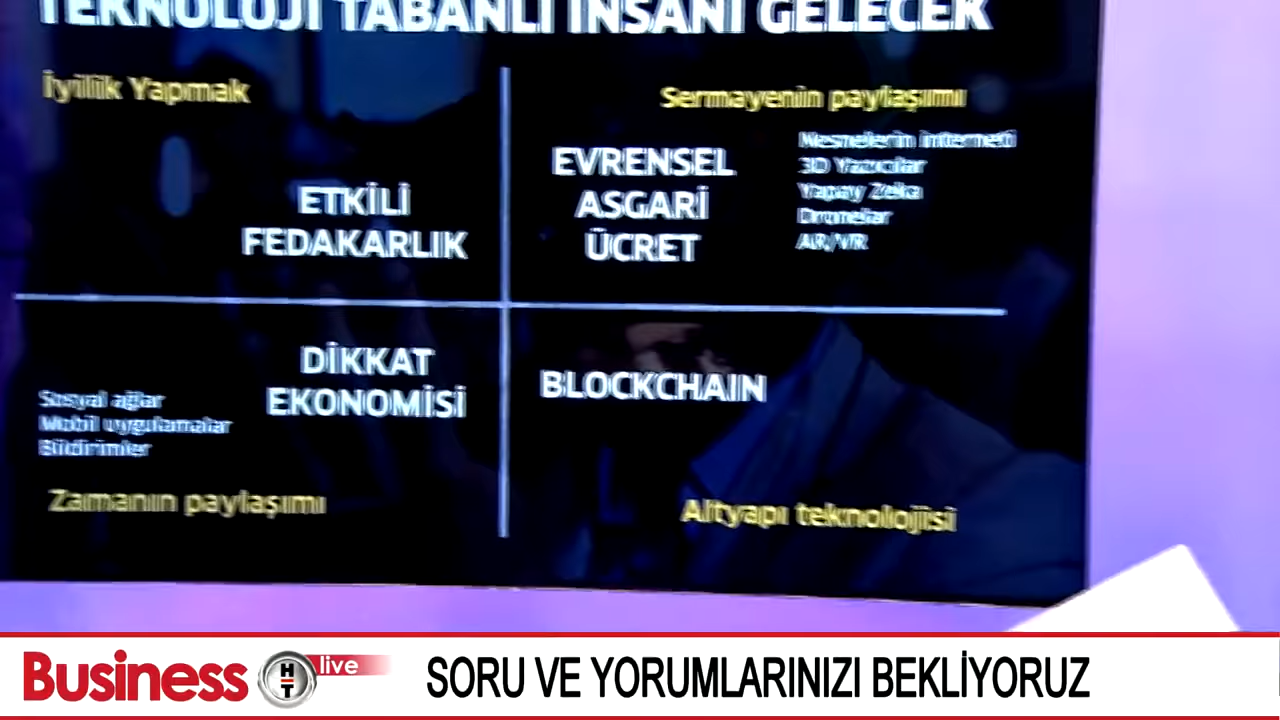 TEKNOLOJİ TABANLI İNSANİ GELECEK
İyilik Yapmak
Sermayenin paylaşımı
ETKİLİ
FEDAKARLIK
EVRENSEL
ASGARİ
ÜCRET
Nesnelerin interneti
3D Yazıcılar
Yapay Zeka
Dronelar
AR/VR
DİKKAT
EKONOMİSİ
BLOCKCHAIN
Sosyal ağlar
Mobil uygulamalar
Bildirimler
Zamanın paylaşımı
Altyapı teknolojisi
Business HT live
SORU VE YORUMLARINIZI BEKLİYORUZ